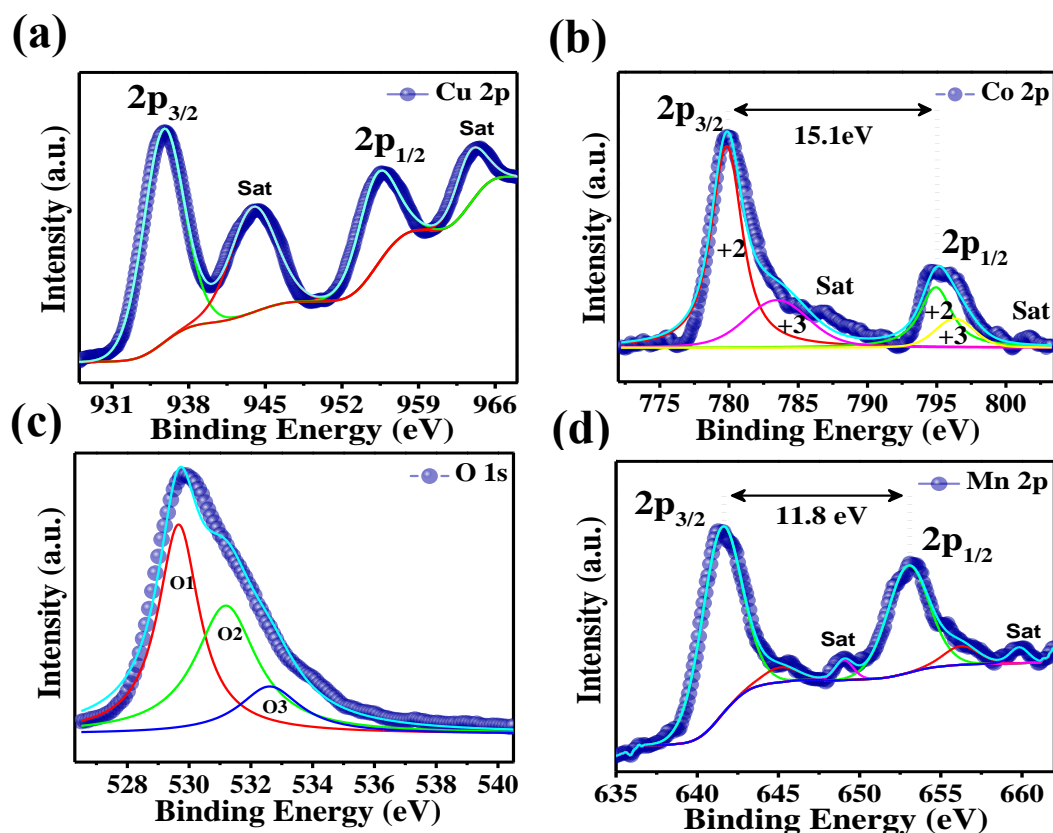 (a)
Cu 2p
2p3/2
Sat
2p1/2
Sat
Intensity (a.u.)
931 938 945 952 959 966
Binding Energy (eV)
(b)
Co 2p
2p3/2
15.1eV
2p1/2
+2
+3
Sat
+2
+3
Sat
Intensity (a.u.)
775 780 785 790 795 800
Binding Energy (eV)
(c)
O 1s
O1
O2
O3
Intensity (a.u.)
528 530 532 534 536 538 540
Binding Energy (eV)
(d)
Mn 2p
2p3/2
11.8 eV
2p1/2
Sat
Sat
Intensity (a.u.)
635 640 645 650 655 660
Binding Energy (eV)